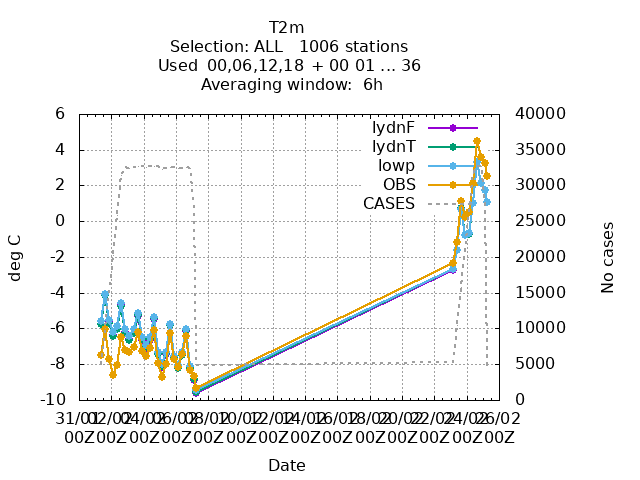 T2m
Selection: ALL 1006 stations
Used 00,06,12,18 + 00 01 ... 36
Averaging window: 6h
lydnF
lydnT
lowp
OBS
CASES
6
4
2
0
-2
-4
-6
-8
-10
deg C
40000
35000
30000
25000
20000
15000
10000
5000
0
No cases
31/01 02/02 04/02 06/02 08/02 10/02 12/02 14/02 16/02 18/02 20/02 22/02 24/02 26/02
00Z 00Z 00Z 00Z 00Z 00Z 00Z 00Z 00Z 00Z 00Z 00Z 00Z 00Z
Date